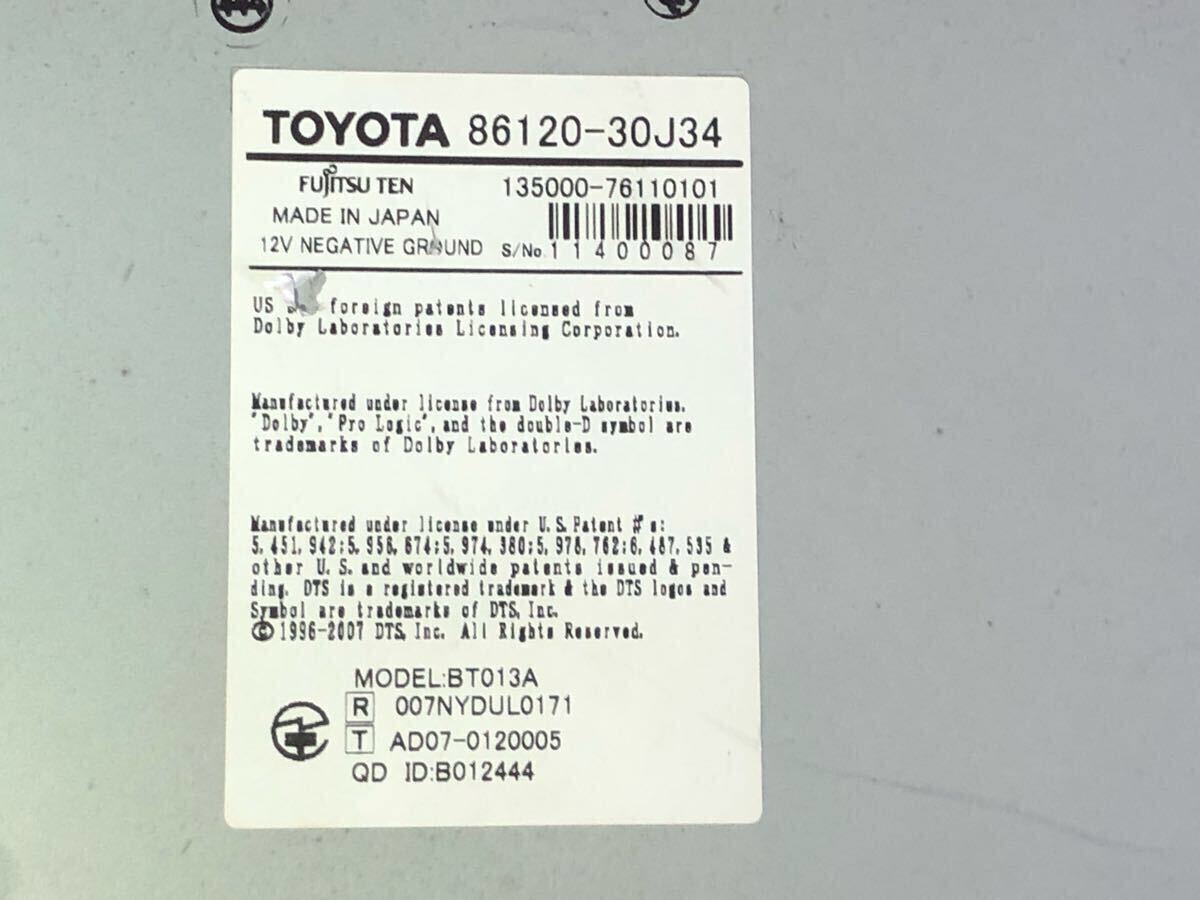 TOYOTA 86120-30J34
FUJITSU TEN 135000-76110101
MADE IN JAPAN
12V NEGATIVE GROUND S/No. 11400087
US foreign patents licensed from
Dolby Laboratories Licensing Corporation.
Manufactured under license from Dolby Laboratories.
"Dolby", "Pro Logic", and the double-D symbol are
trademarks of Dolby Laboratories.
Manufactured under license under U.S. Patent #'s:
5,451,942;5,956,674;5,974,380;5,978,762;6,487,535 &
other U.S. and worldwide patents issued & pen-
ding. DTS is a registered trademark & the DTS logos and
Symbol are trademarks of DTS, Inc.
© 1996-2007 DTS, Inc. All Rights Reserved.
MODEL:BT013A
R 007NYDUL0171
T AD07-0120005
QD ID:B012444